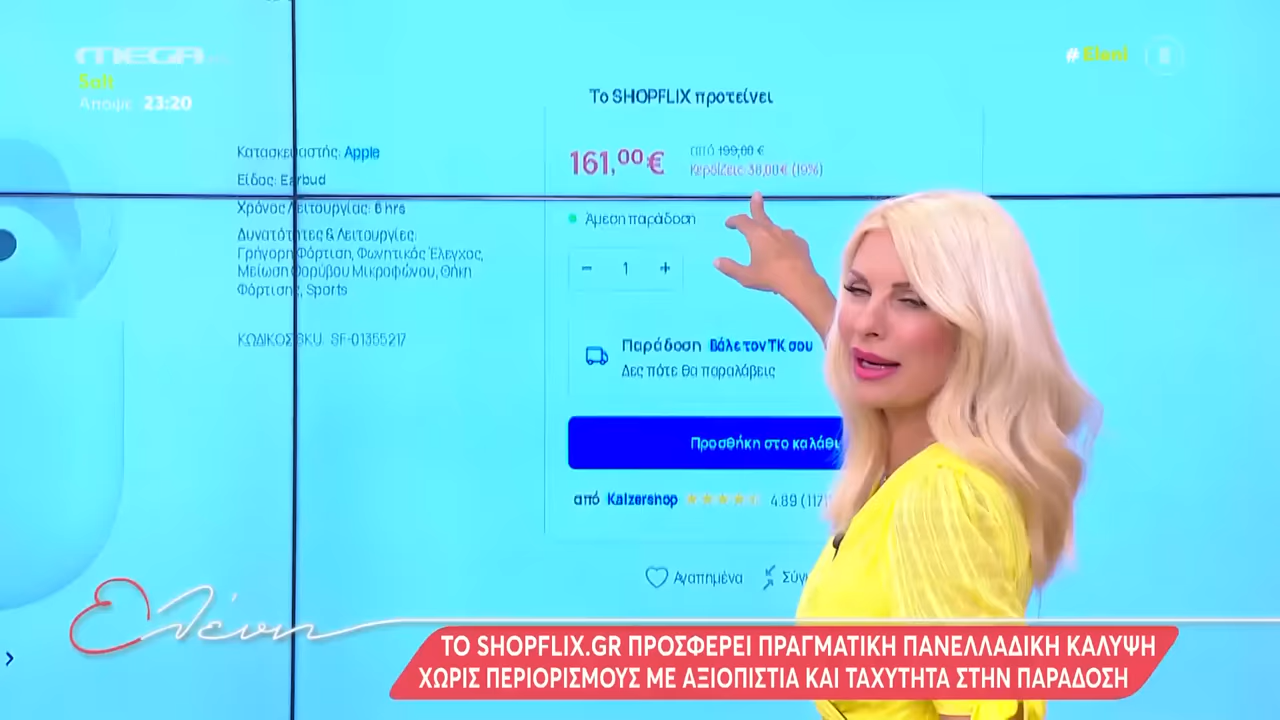 MEGA
Salt
Απόψε 23:20
#Eleni
8
Το SHOPFLIX προτείνει
Κατασκευαστής: Apple
Είδος: Earbud
Χρόνος Λειτουργίας: 6 hrs
Δυνατότητες & Λειτουργίες:
Γρήγορη Φόρτιση, Φωνητικός Έλεγχος,
Μείωση Θορύβου Μικροφώνου, Θήκη
Φόρτισης, Sports
ΚΩΔΙΚΟΣ SKU: SF-01355217
161,00€
από 199,00 €
Κερδίζεις 38,00€ (19%)
Άμεση παράδοση
− 1 +
Παράδοση Βάλε τον ΤΚ σου
Δες πότε θα παραλάβεις
Προσθήκη στο καλάθι
από Kaizershop 4.89 (1171
Αγαπημένα Σύγ
Ελένη
ΤΟ SHOPFLIX.GR ΠΡΟΣΦΕΡΕΙ ΠΡΑΓΜΑΤΙΚΗ ΠΑΝΕΛΛΑΔΙΚΗ ΚΑΛΥΨΗ
ΧΩΡΙΣ ΠΕΡΙΟΡΙΣΜΟΥΣ ΜΕ ΑΞΙΟΠΙΣΤΙΑ ΚΑΙ ΤΑΧΥΤΗΤΑ ΣΤΗΝ ΠΑΡΑΔΟΣΗ